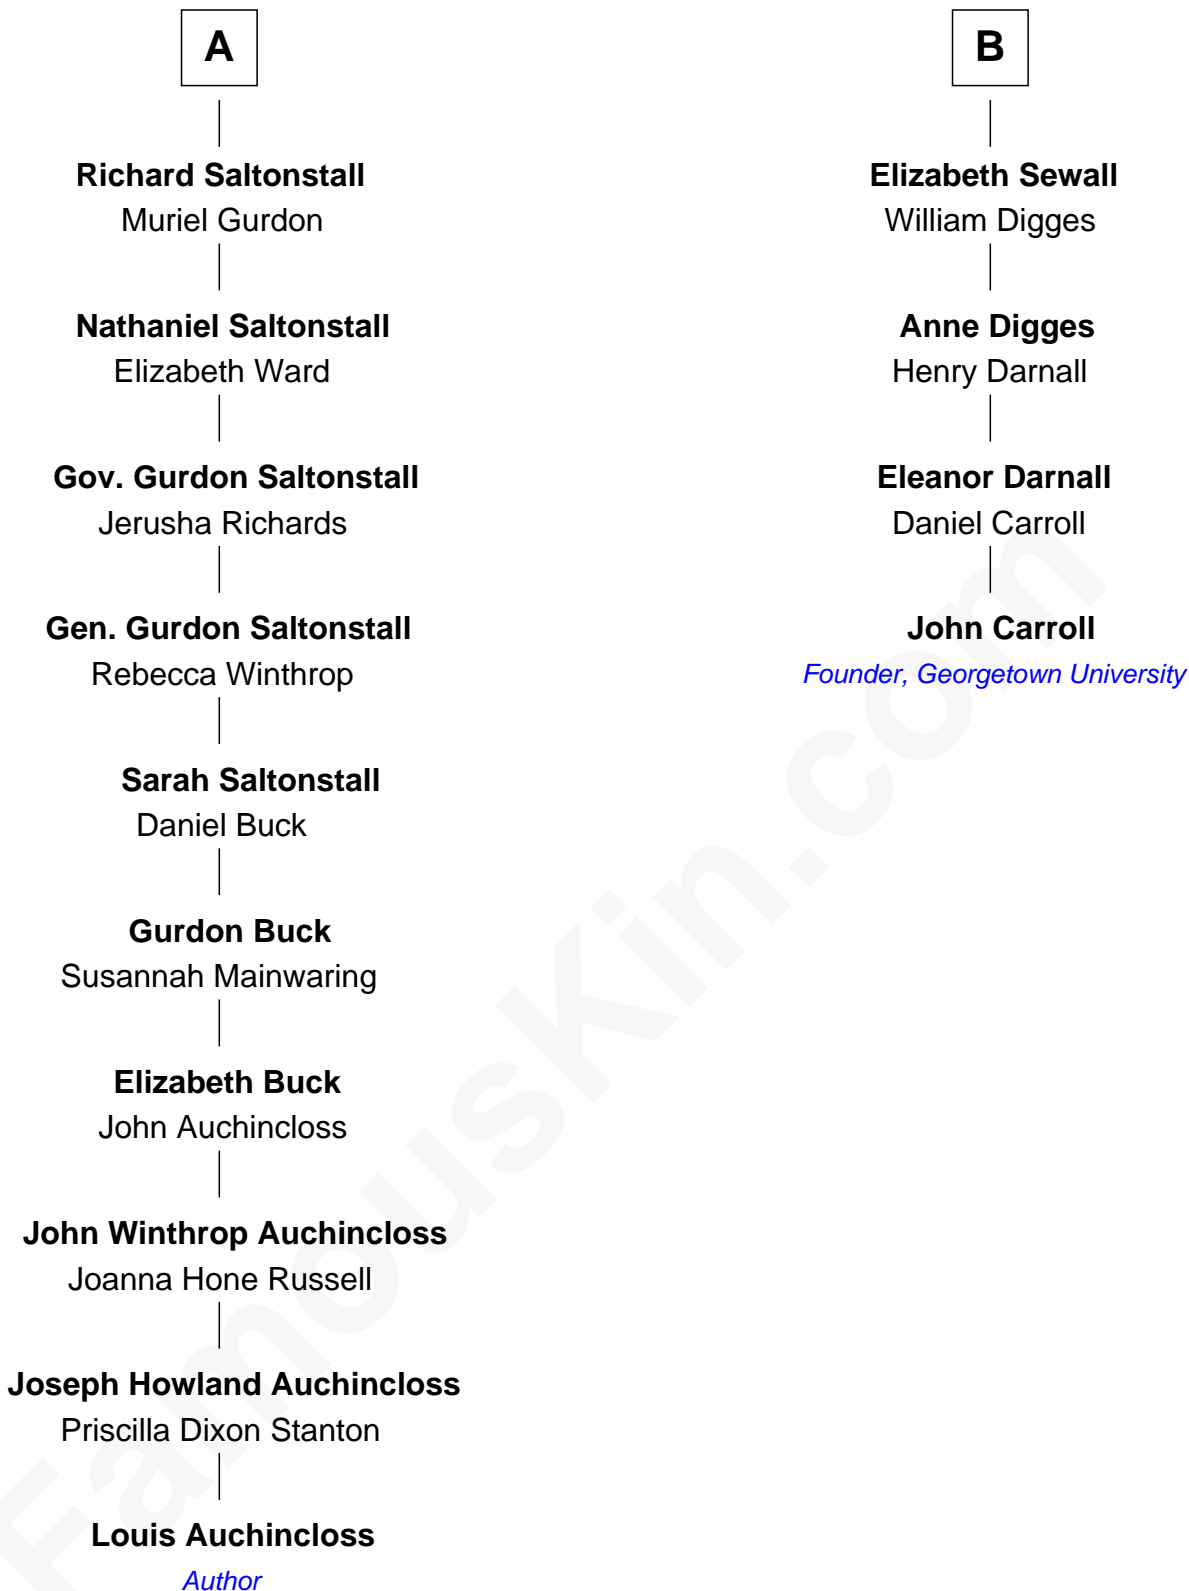 A
Richard Saltonstall
Muriel Gurdon
Nathaniel Saltonstall
Elizabeth Ward
Gov. Gurdon Saltonstall
Jerusha Richards
Gen. Gurdon Saltonstall
Rebecca Winthrop
Sarah Saltonstall
Daniel Buck
Gurdon Buck
Susannah Mainwaring
Elizabeth Buck
John Auchincloss
John Winthrop Auchincloss
Joanna Hone Russell
Joseph Howland Auchincloss
Priscilla Dixon Stanton
Louis Auchincloss
Author
B
Elizabeth Sewall
William Digges
Anne Digges
Henry Darnall
Eleanor Darnall
Daniel Carroll
John Carroll
Founder, Georgetown University
FamousKin.com